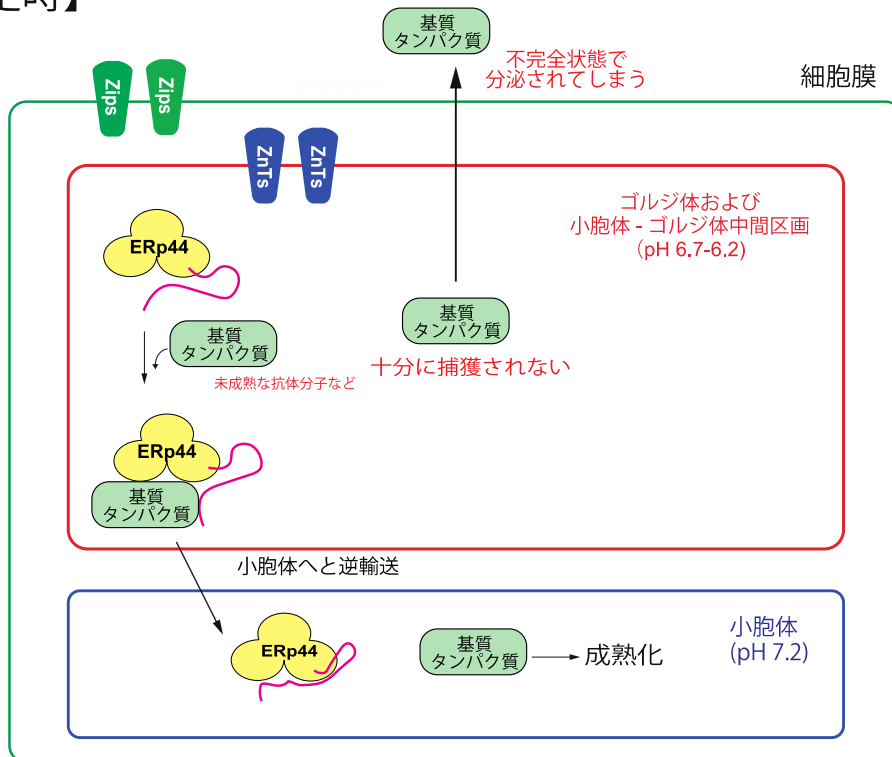 時】
基質
タンパク質
不完全状態で
分泌されてしまう
細胞膜
Zips
Zips
ZnTs
ZnTs
ゴルジ体および
小胞体 - ゴルジ体中間区画
(pH 6.7-6.2)
ERp44
基質
タンパク質
基質
タンパク質
十分に捕獲されない
未成熟な抗体分子など
ERp44
基質
タンパク質
小胞体へと逆輸送
ERp44
基質
タンパク質
成熟化
小胞体
(pH 7.2)